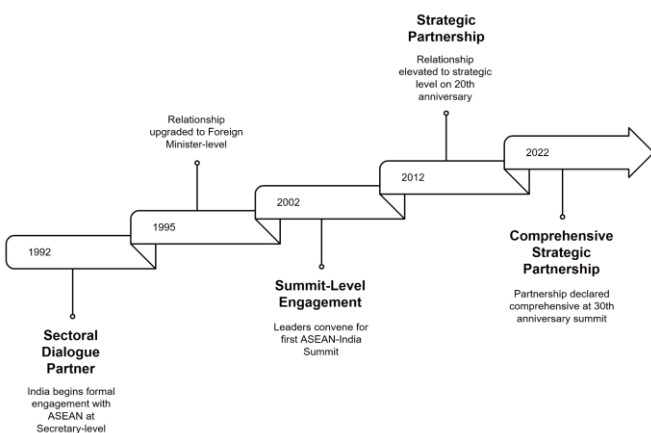 1992
Sectoral
Dialogue
Partner
India begins formal
engagement with
ASEAN at
Secretary-level
1995
Relationship
upgraded to Foreign
Minister-level
2002
Summit-Level
Engagement
Leaders convene for
first ASEAN-India
Summit
2012
Strategic
Partnership
Relationship
elevated to strategic
level on 20th
anniversary
2022
Comprehensive
Strategic
Partnership
Partnership declared
comprehensive at 30th
anniversary summit